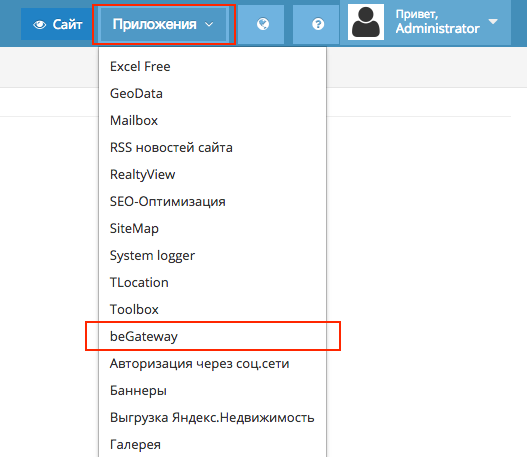 Сайт
Приложения
Привет,
Administrator
Excel Free
GeoData
Mailbox
RSS новостей сайта
RealtyView
SEO-Оптимизация
SiteMap
System logger
TLocation
Toolbox
beGateway
Авторизация через соц.сети
Баннеры
Выгрузка Яндекс.Недвижимость
Галерея